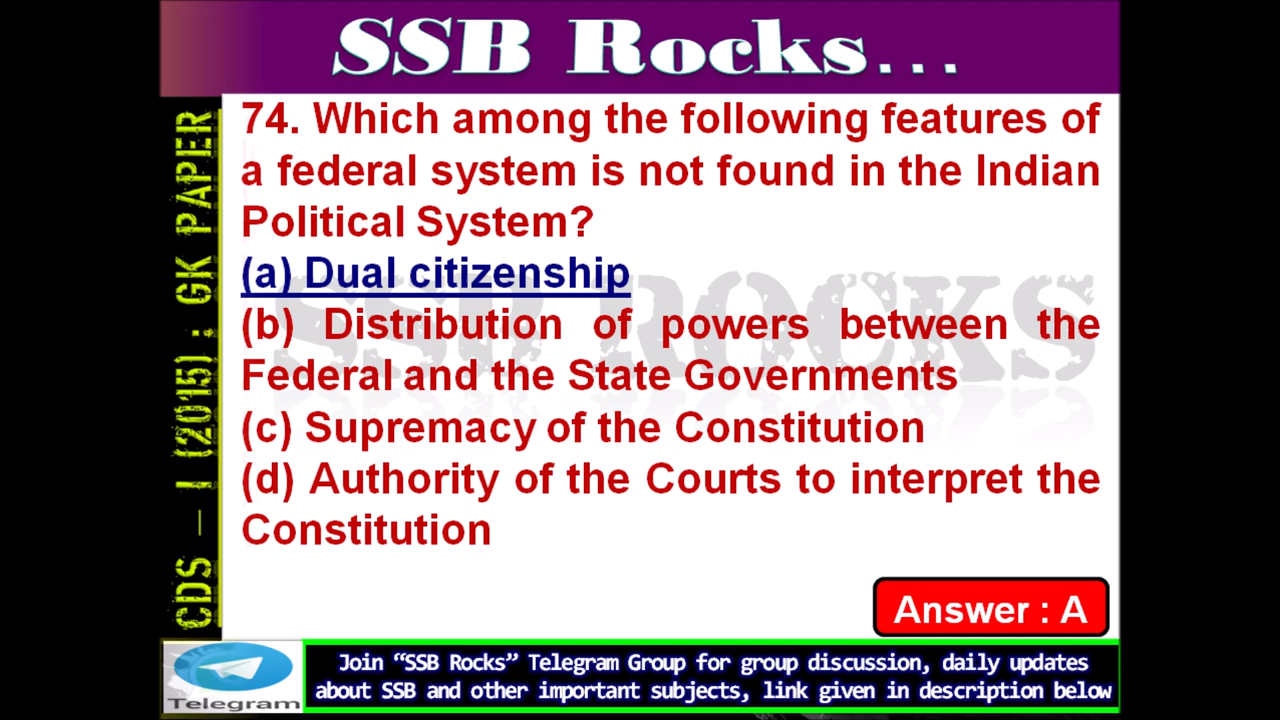 SSB Rocks...
CDS – I (2015) : GK PAPER
74. Which among the following features of
a federal system is not found in the Indian
Political System?
(a) Dual citizenship
(b) Distribution of powers between the
Federal and the State Governments
(c) Supremacy of the Constitution
(d) Authority of the Courts to interpret the
Constitution
SSB ROCKS
Answer : A
Telegram
Join “SSB Rocks” Telegram Group for group discussion, daily updates
about SSB and other important subjects, link given in description below